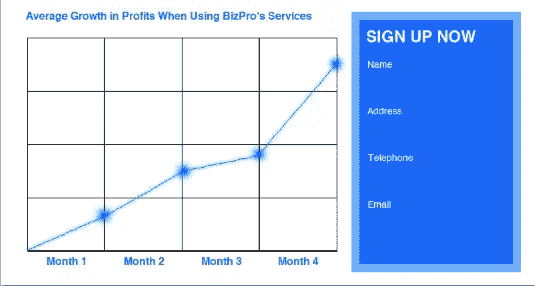 Average Growth in Profits When Using BizPro's Services
Month 1
Month 2
Month 3
Month 4
SIGN UP NOW
Name
Address
Telephone
Email